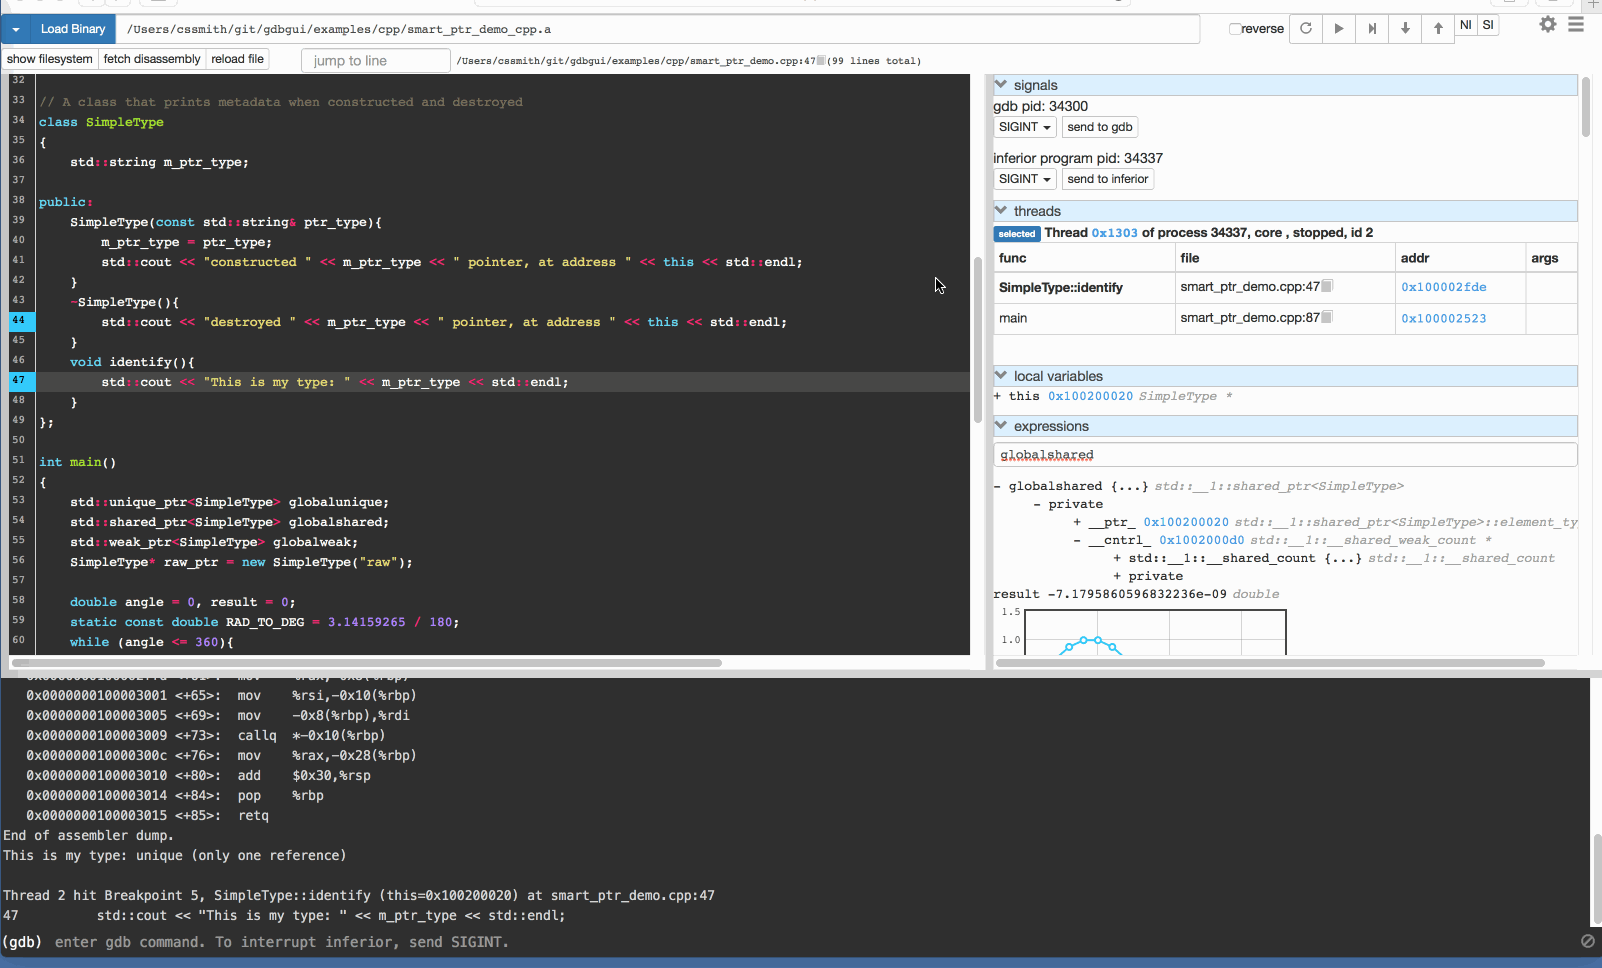 Load Binary
/Users/cssmith/git/gdbgui/examples/cpp/smart_ptr_demo_cpp.a
reverse
NI
SI
show filesystem
fetch disassembly
reload file
jump to line
/Users/cssmith/git/gdbgui/examples/cpp/smart_ptr_demo.cpp:47 (99 lines total)
32
33 // A class that prints metadata when constructed and destroyed
34 class SimpleType
35 {
36 std::string m_ptr_type;
37
38 public:
39 SimpleType(const std::string& ptr_type){
40 m_ptr_type = ptr_type;
41 std::cout << "constructed " << m_ptr_type << " pointer, at address " << this << std::endl;
42 }
43 ~SimpleType(){
44 std::cout << "destroyed " << m_ptr_type << " pointer, at address " << this << std::endl;
45 }
46 void identify(){
47 std::cout << "This is my type: " << m_ptr_type << std::endl;
48 }
49 };
50
51 int main()
52 {
53 std::unique_ptr<SimpleType> globalunique;
54 std::shared_ptr<SimpleType> globalshared;
55 std::weak_ptr<SimpleType> globalweak;
56 SimpleType* raw_ptr = new SimpleType("raw");
57
58 double angle = 0, result = 0;
59 static const double RAD_TO_DEG = 3.14159265 / 180;
60 while (angle <= 360){
signals
gdb pid: 34300
SIGINT
send to gdb
inferior program pid: 34337
SIGINT
send to inferior
threads
selected Thread 0x1303 of process 34337, core , stopped, id 2
func file addr args
SimpleType::identify smart_ptr_demo.cpp:47 0x100002fde
main smart_ptr_demo.cpp:87 0x100002523
local variables
+ this 0x100200020 SimpleType *
expressions
globalshared
- globalshared {...} std::__1::shared_ptr<SimpleType>
- private
+ __ptr_ 0x100200020 std::__1::shared_ptr<SimpleType>::element_ty
- __cntrl_ 0x1002000d0 std::__1::__shared_weak_count *
+ std::__1::__shared_count {...} std::__1::__shared_count
+ private
result -7.1795860596832236e-09 double
1.5
1.0
0x0000000100003001 <+65>: mov %rsi,-0x10(%rbp)
0x0000000100003005 <+69>: mov -0x8(%rbp),%rdi
0x0000000100003009 <+73>: callq *-0x10(%rbp)
0x000000010000300c <+76>: mov %rax,-0x28(%rbp)
0x0000000100003010 <+80>: add $0x30,%rsp
0x0000000100003014 <+84>: pop %rbp
0x0000000100003015 <+85>: retq
End of assembler dump.
This is my type: unique (only one reference)
Thread 2 hit Breakpoint 5, SimpleType::identify (this=0x100200020) at smart_ptr_demo.cpp:47
47 std::cout << "This is my type: " << m_ptr_type << std::endl;
(gdb) enter gdb command. To interrupt inferior, send SIGINT.